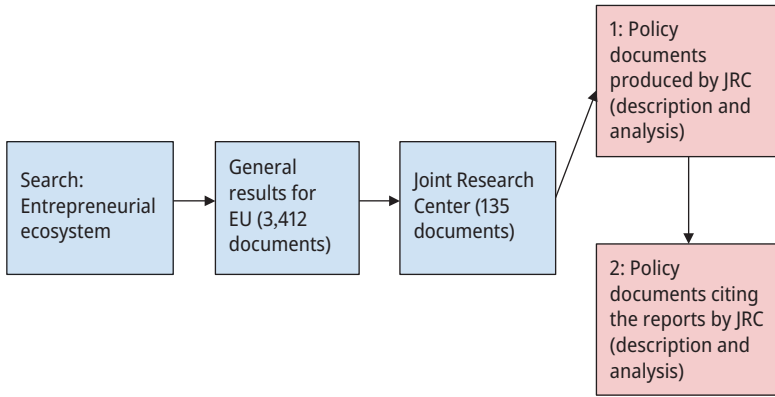 Search:
Entrepreneurial
ecosystem
General
results for
EU (3,412
documents)
Joint Research
Center (135
documents)
1: Policy
documents
produced by JRC
(description and
analysis)
2: Policy
documents citing
the reports by JRC
(description and
analysis)